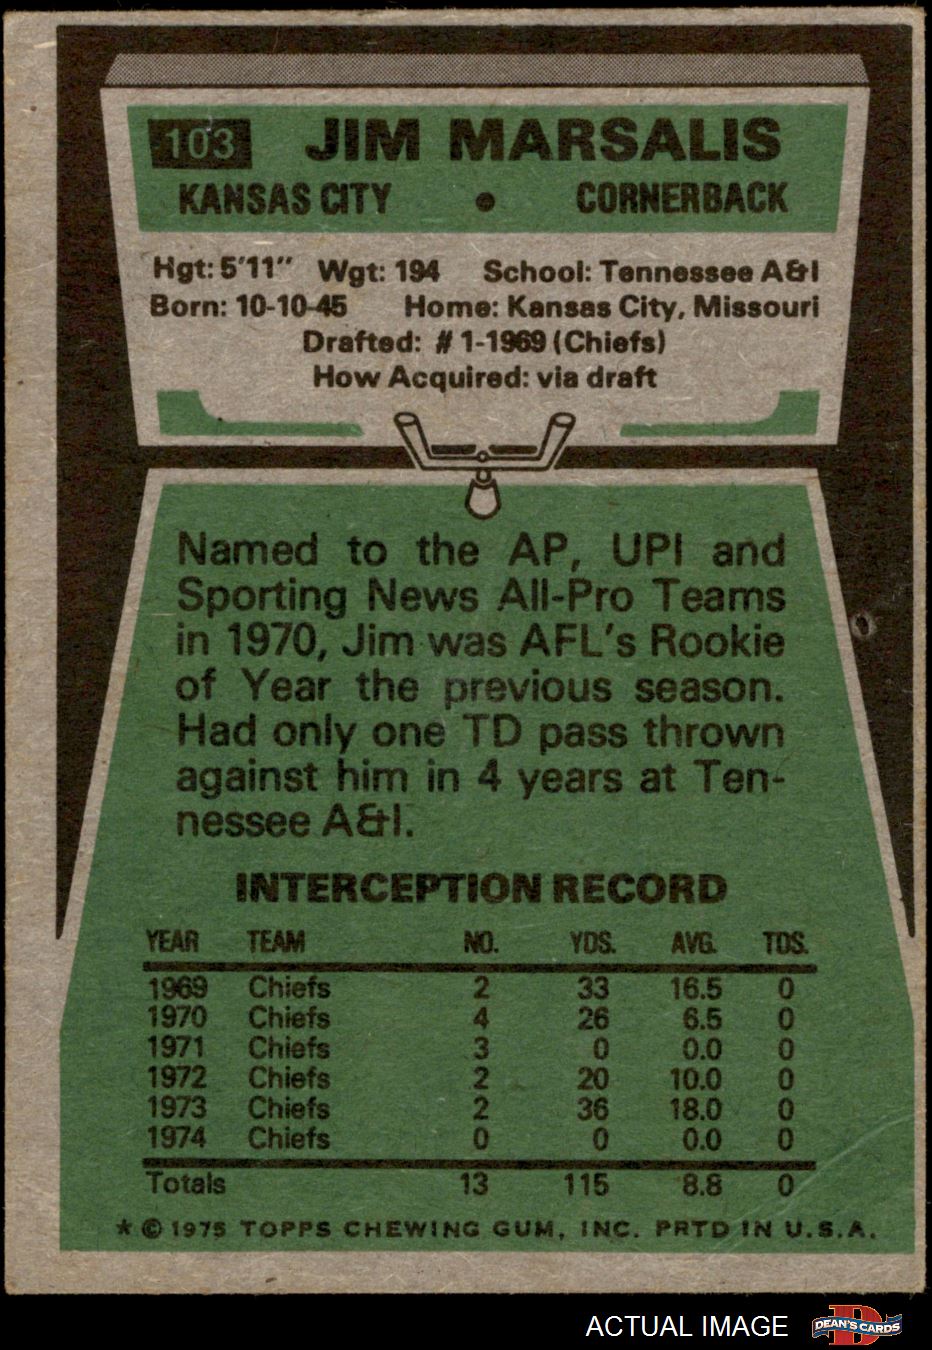 103 JIM MARSALIS
KANSAS CITY • CORNERBACK
Hgt: 5'11" Wgt: 194 School: Tennessee A&I
Born: 10-10-45 Home: Kansas City, Missouri
Drafted: # 1-1969 (Chiefs)
How Acquired: via draft
Named to the AP, UPI and
Sporting News All-Pro Teams
in 1970, Jim was AFL's Rookie
of Year the previous season.
Had only one TD pass thrown
against him in 4 years at Ten-
nessee A&I.
INTERCEPTION RECORD
YEAR TEAM NO. YDS. AVG. TDS.
1969 Chiefs 2 33 16.5 0
1970 Chiefs 4 26 6.5 0
1971 Chiefs 3 0 0.0 0
1972 Chiefs 2 20 10.0 0
1973 Chiefs 2 36 18.0 0
1974 Chiefs 0 0 0.0 0
Totals 13 115 8.8 0
* © 1975 TOPPS CHEWING GUM, INC. PRTD IN U.S.A.
ACTUAL IMAGE DEAN'S CARDS